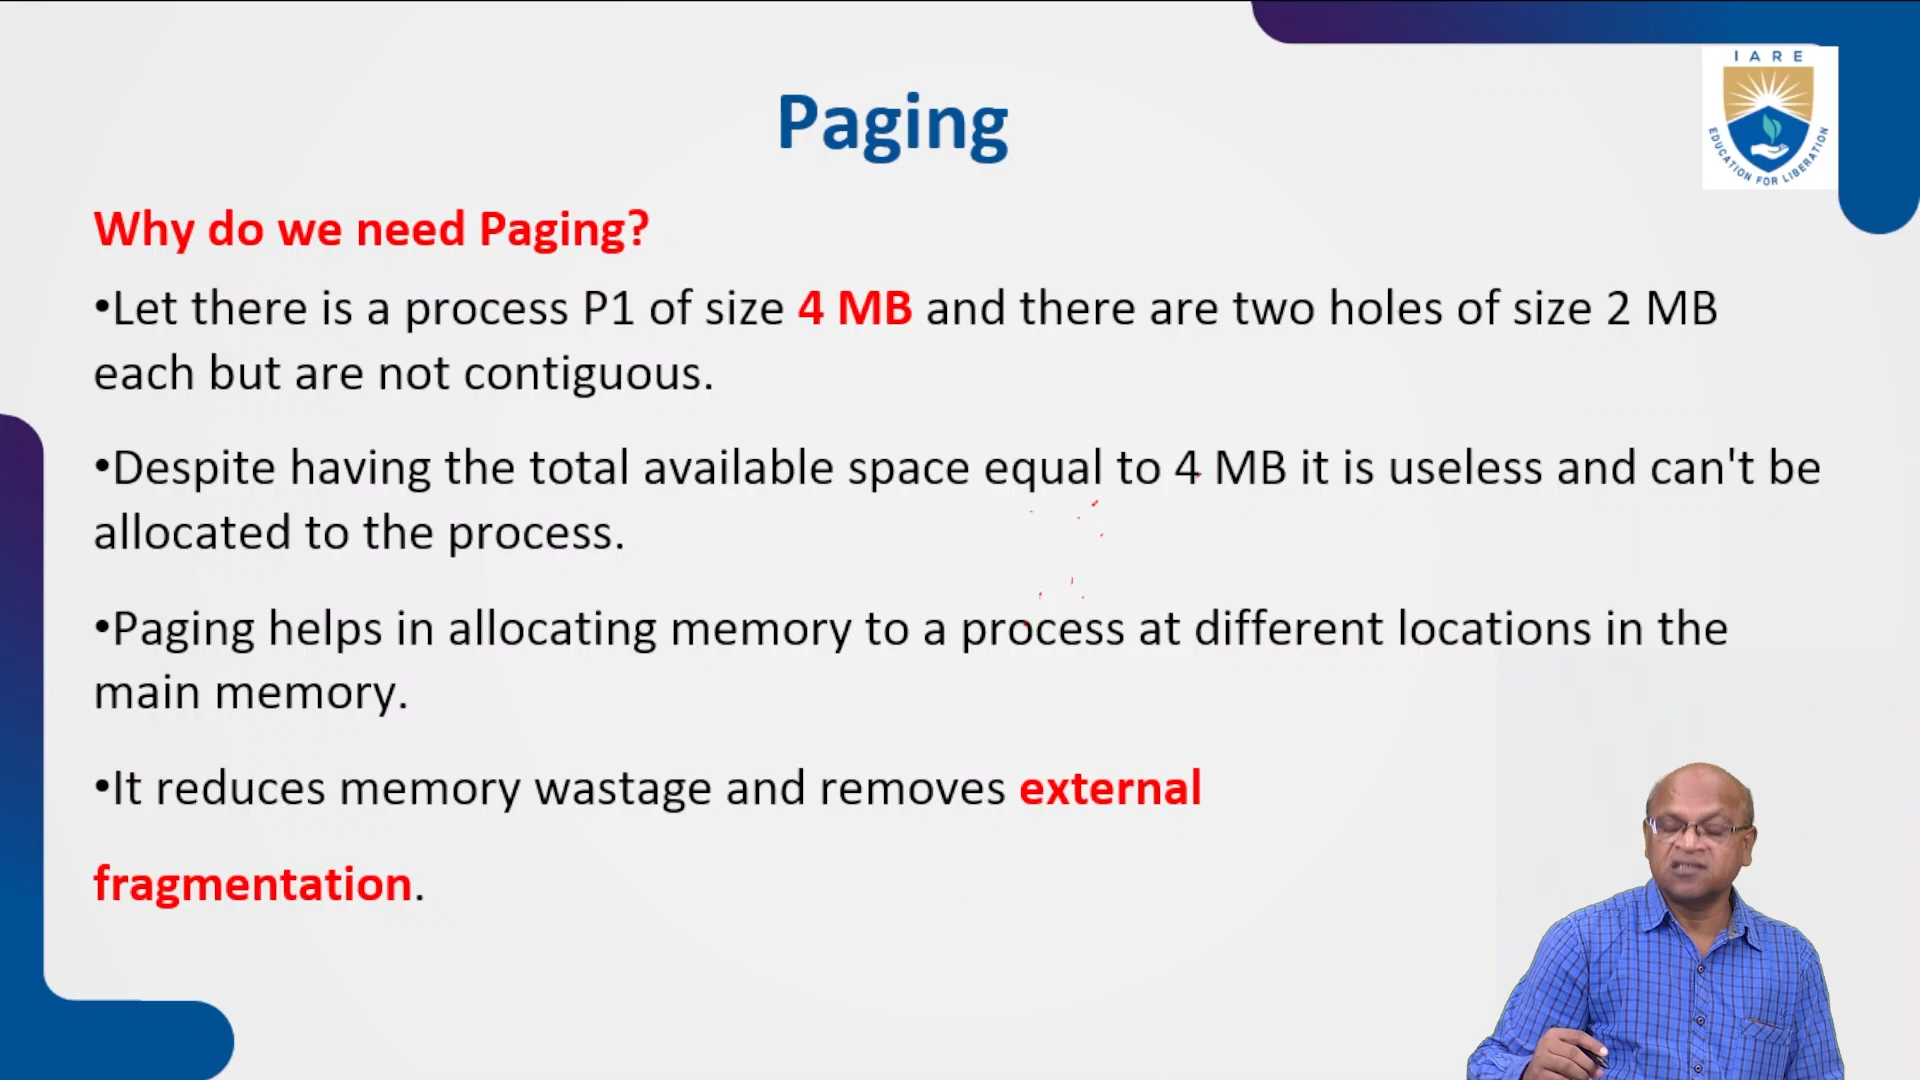 IARE
EDUCATION FOR LIBERATION
Paging
Why do we need Paging?
•Let there is a process P1 of size 4 MB and there are two holes of size 2 MB
each but are not contiguous.
•Despite having the total available space equal to 4 MB it is useless and can't be
allocated to the process.
•Paging helps in allocating memory to a process at different locations in the
main memory.
•It reduces memory wastage and removes external
fragmentation.